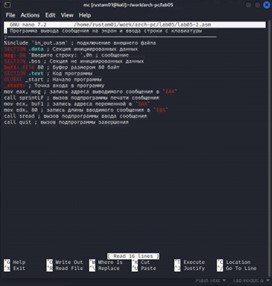 mc [rustam01@kali]:~/work/arch-pc/lab05
File Actions Edit View Help
GNU nano 7.2 /home/rustam01/work/arch-pc/lab05/lab5-2.asm
Программа вывода сообщения на экран и ввода строки с клавиатуры
%include 'in_out.asm' ; подключение внешнего файла
SECTION .data ; Секция инициированных данных
msg: DB 'Введите строку: ',0h ; сообщение
SECTION .bss ; Секция не инициированных данных
buf1: RESB 80 ; Буфер размером 80 байт
SECTION .text ; Код программы
GLOBAL _start ; Начало программы
_start: ; Точка входа в программу
mov eax, msg ; запись адреса выводимого сообщения в `EAX`
call sprintLF ; вызов подпрограммы печати сообщения
mov ecx, buf1 ; запись адреса переменной в `EAX`
mov edx, 80 ; запись длины вводимого сообщения в `EBX`
call sread ; вызов подпрограммы ввода сообщения
call quit ; вызов подпрограммы завершения
[ Read 16 lines ]
^G Help ^O Write Out ^W Where Is ^K Cut ^T Execute ^C Location
^X Exit ^R Read File ^\ Replace ^U Paste ^J Justify ^/ Go To Line